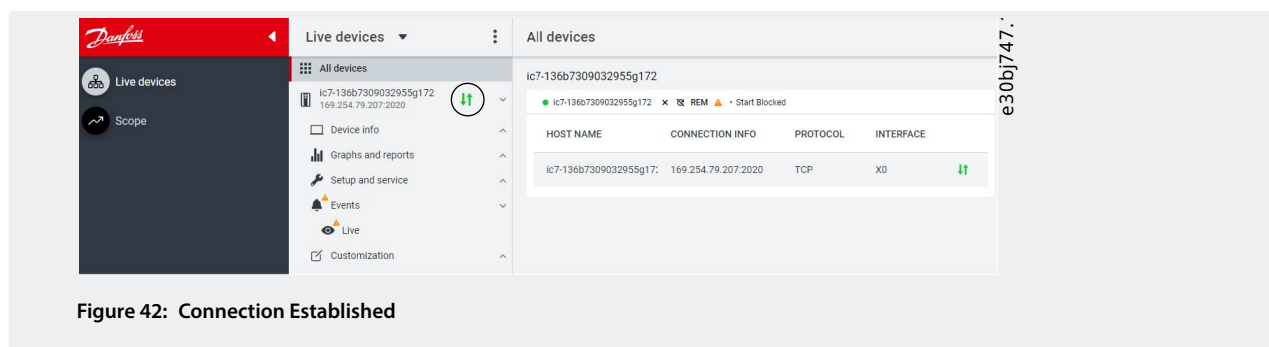 Danfoss
Live devices
Scope
Live devices
All devices
ic7-136b7309032955g172
169.254.79.207:2020
Device info
Graphs and reports
Setup and service
Events
Live
Customization
All devices
ic7-136b7309032955g172
ic7-136b7309032955g172 REM • Start Blocked
HOST NAME CONNECTION INFO PROTOCOL INTERFACE
ic7-136b7309032955g17: 169.254.79.207:2020 TCP X0
e30bj747.
Figure 42: Connection Established